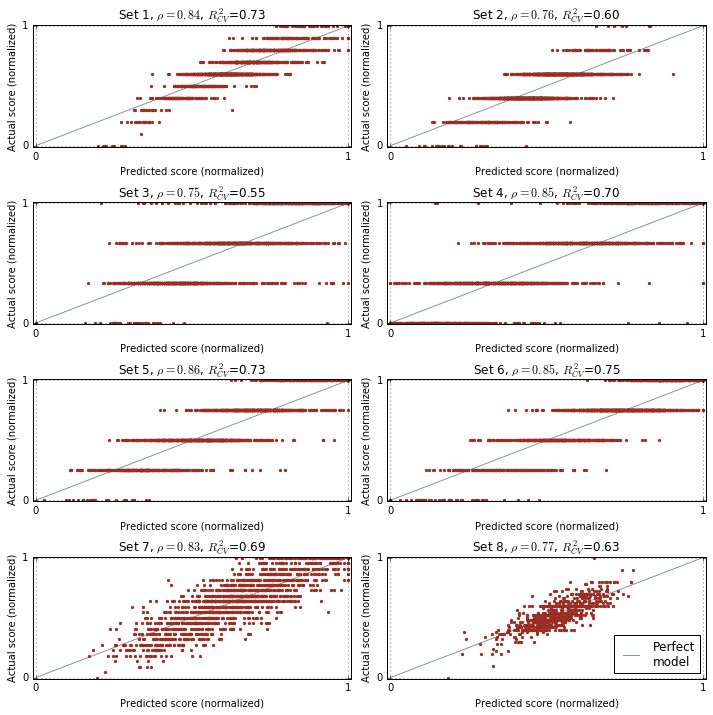 Set 1, ρ = 0.84, R²CV=0.73
Actual score (normalized)
1
0
0 1
Predicted score (normalized)
Set 2, ρ = 0.76, R²CV=0.60
Actual score (normalized)
1
0
0 1
Predicted score (normalized)
Set 3, ρ = 0.75, R²CV=0.55
Actual score (normalized)
1
0
0 1
Predicted score (normalized)
Set 4, ρ = 0.85, R²CV=0.70
Actual score (normalized)
1
0
0 1
Predicted score (normalized)
Set 5, ρ = 0.86, R²CV=0.73
Actual score (normalized)
1
0
0 1
Predicted score (normalized)
Set 6, ρ = 0.85, R²CV=0.75
Actual score (normalized)
1
0
0 1
Predicted score (normalized)
Set 7, ρ = 0.83, R²CV=0.69
Actual score (normalized)
1
0
0 1
Predicted score (normalized)
Set 8, ρ = 0.77, R²CV=0.63
Actual score (normalized)
1
0
0 1
Predicted score (normalized)
Perfect
model